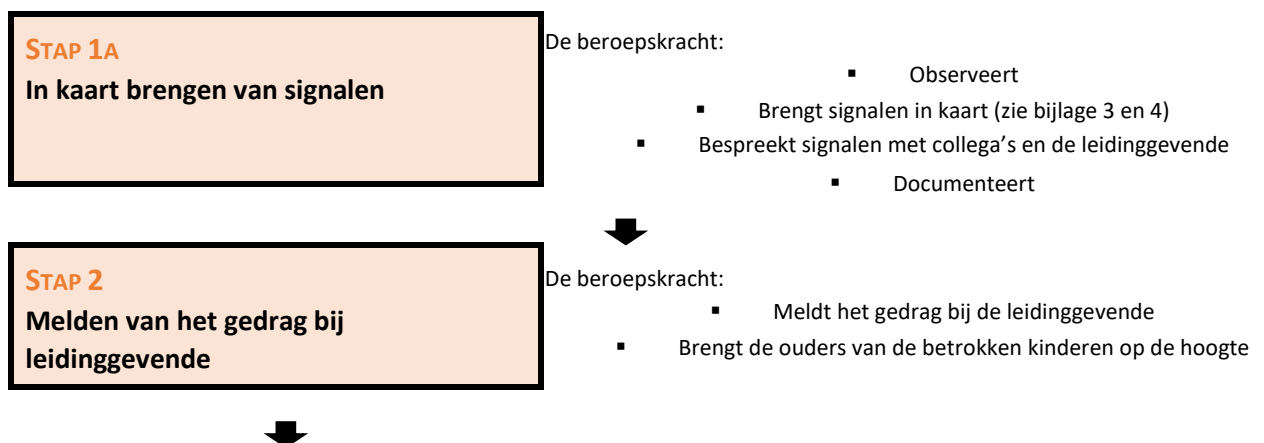 STAP 1A
In kaart brengen van signalen
De beroepskracht:
▪ Observeert
▪ Brengt signalen in kaart (zie bijlage 3 en 4)
▪ Bespreekt signalen met collega’s en de leidinggevende
▪ Documenteert
STAP 2
Melden van het gedrag bij
leidinggevende
De beroepskracht:
▪ Meldt het gedrag bij de leidinggevende
▪ Brengt de ouders van de betrokken kinderen op de hoogte